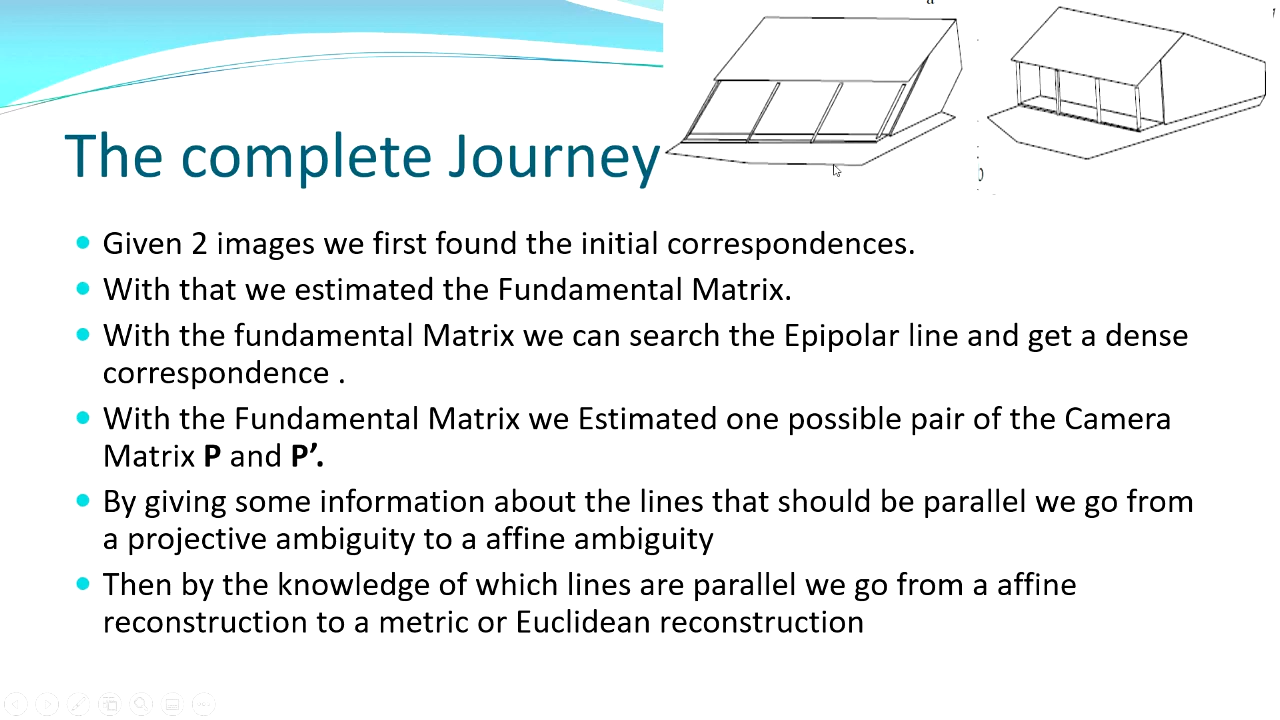 a
b
The complete Journey
Given 2 images we first found the initial correspondences.
With that we estimated the Fundamental Matrix.
With the fundamental Matrix we can search the Epipolar line and get a dense
correspondence .
With the Fundamental Matrix we Estimated one possible pair of the Camera
Matrix P and P’.
By giving some information about the lines that should be parallel we go from
a projective ambiguity to a affine ambiguity
Then by the knowledge of which lines are parallel we go from a affine
reconstruction to a metric or Euclidean reconstruction